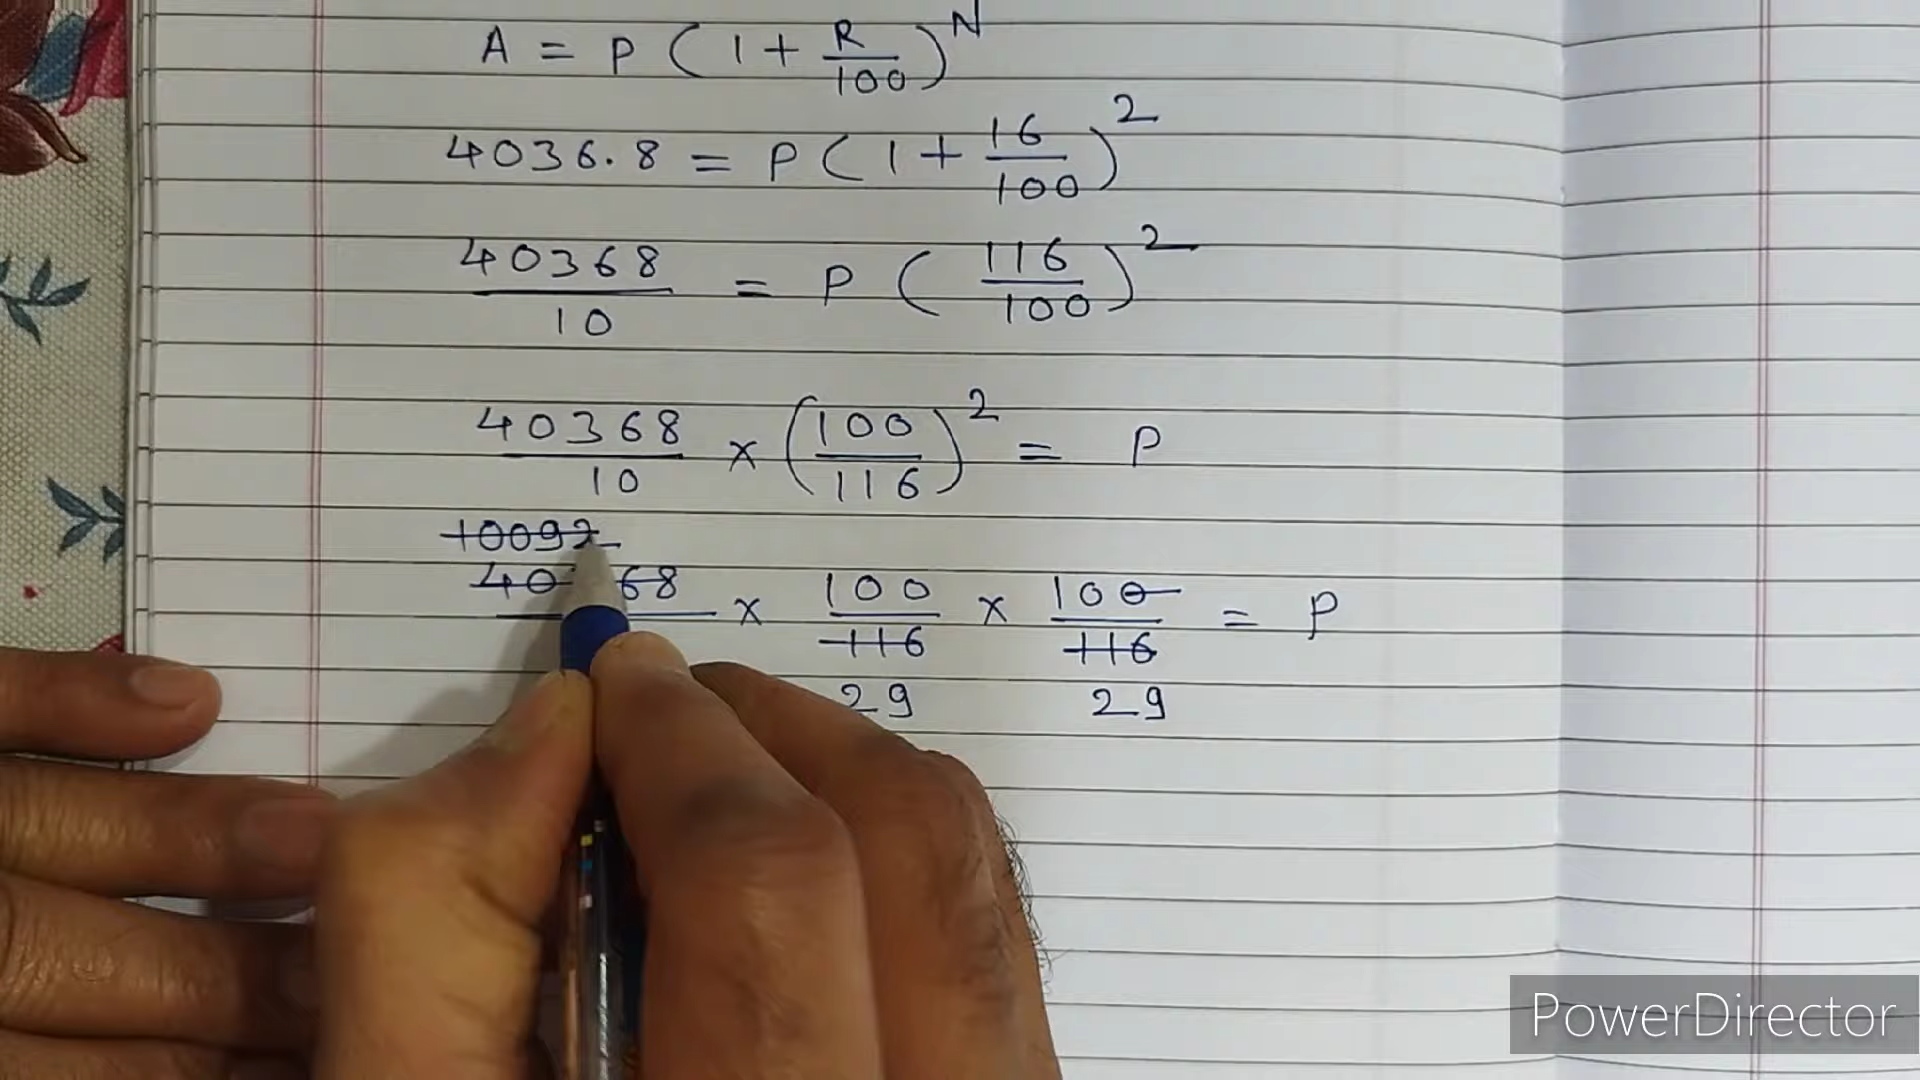 A = P (1 + R/100)^N
4036.8 = P (1 + 16/100)^2
40368/10 = P (116/100)^2
40368/10 × (100/116)^2 = P
10092
40 68 × 100/116 × 100/116 = P
29 29
PowerDirector